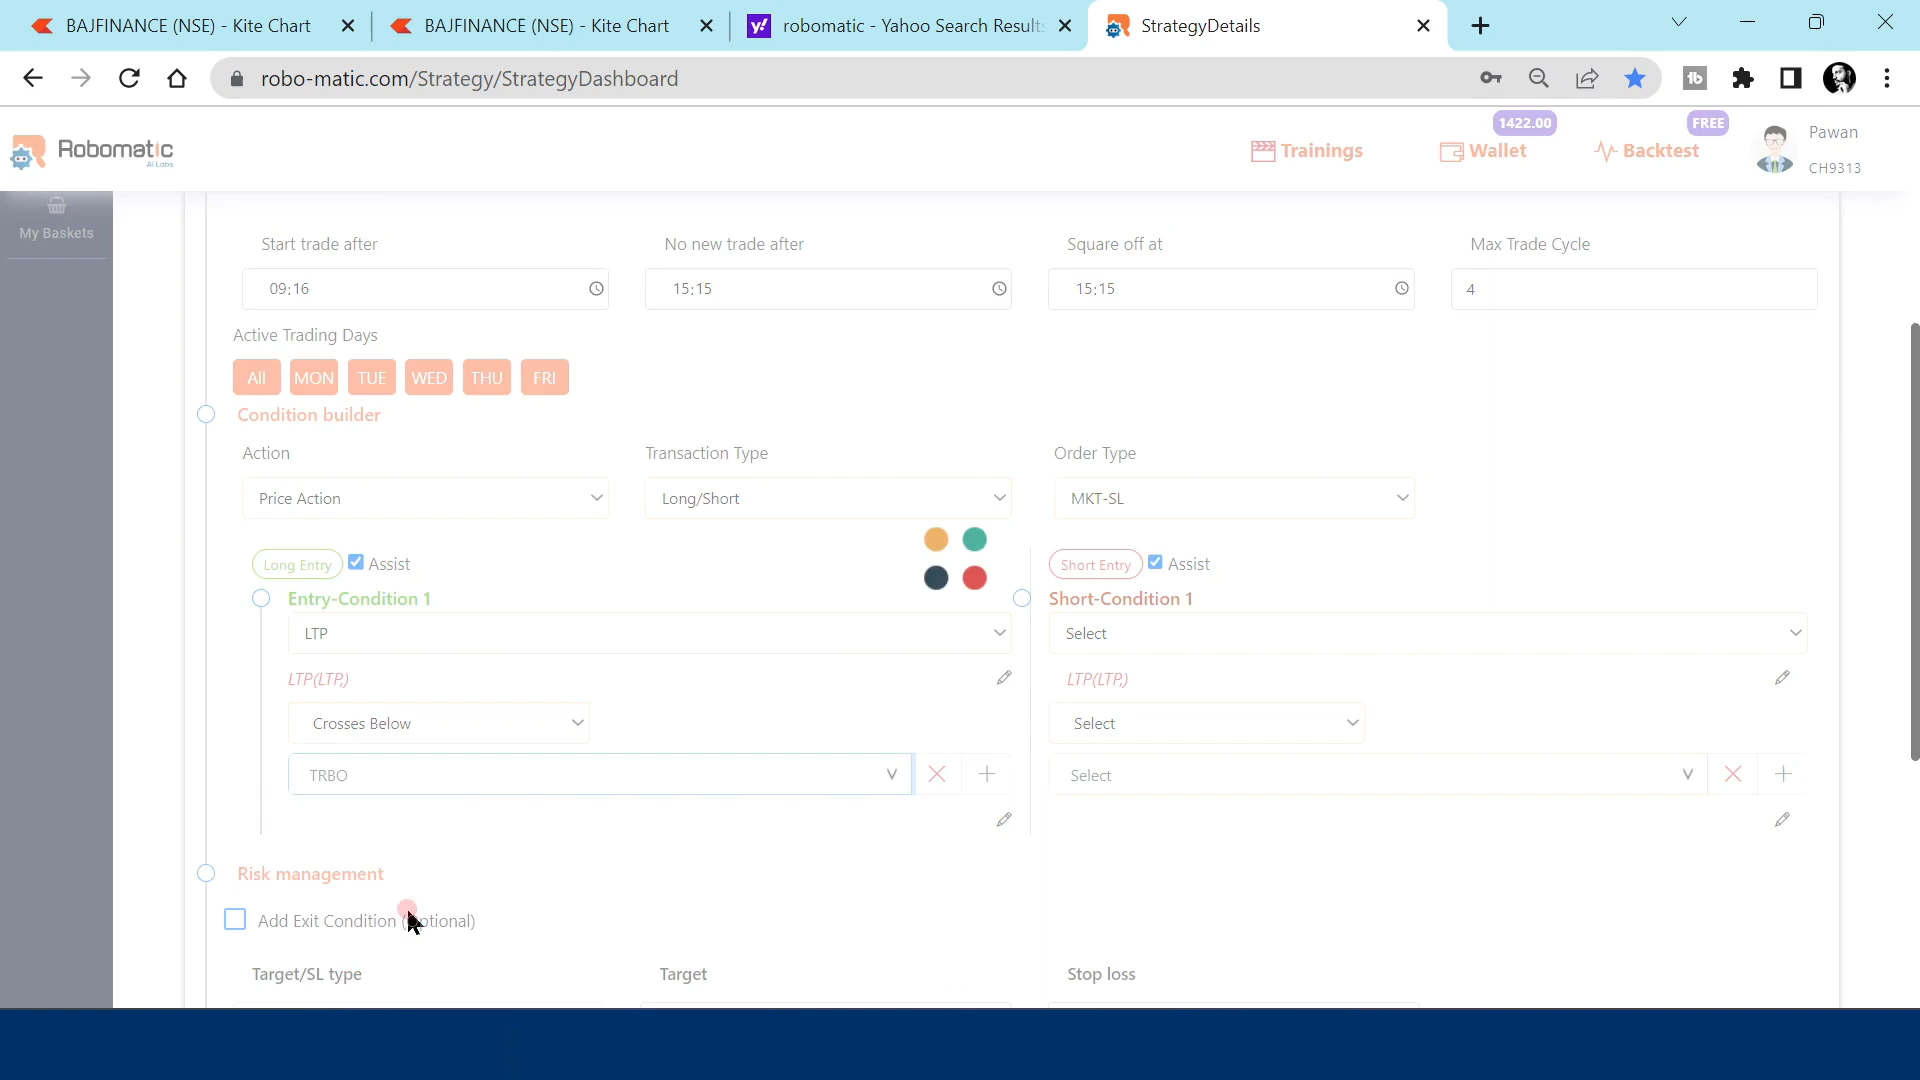 BAJFINANCE (NSE) - Kite Chart
BAJFINANCE (NSE) - Kite Chart
robomatic - Yahoo Search Results
StrategyDetails
robo-matic.com/Strategy/StrategyDashboard
Robomatic
AI Labs
Trainings
1422.00
Wallet
FREE
Backtest
Pawan
CH9313
My Baskets
Start trade after
No new trade after
Square off at
Max Trade Cycle
09:16
15:15
15:15
4
Active Trading Days
All MON TUE WED THU FRI
Condition builder
Action
Transaction Type
Order Type
Price Action
Long/Short
MKT-SL
Long Entry Assist
Short Entry Assist
Entry-Condition 1
Short-Condition 1
LTP
Select
LTP(LTP,)
LTP(LTP,)
Crosses Below
Select
TRBO
Select
Risk management
Add Exit Condition (Optional)
Target/SL type
Target
Stop loss